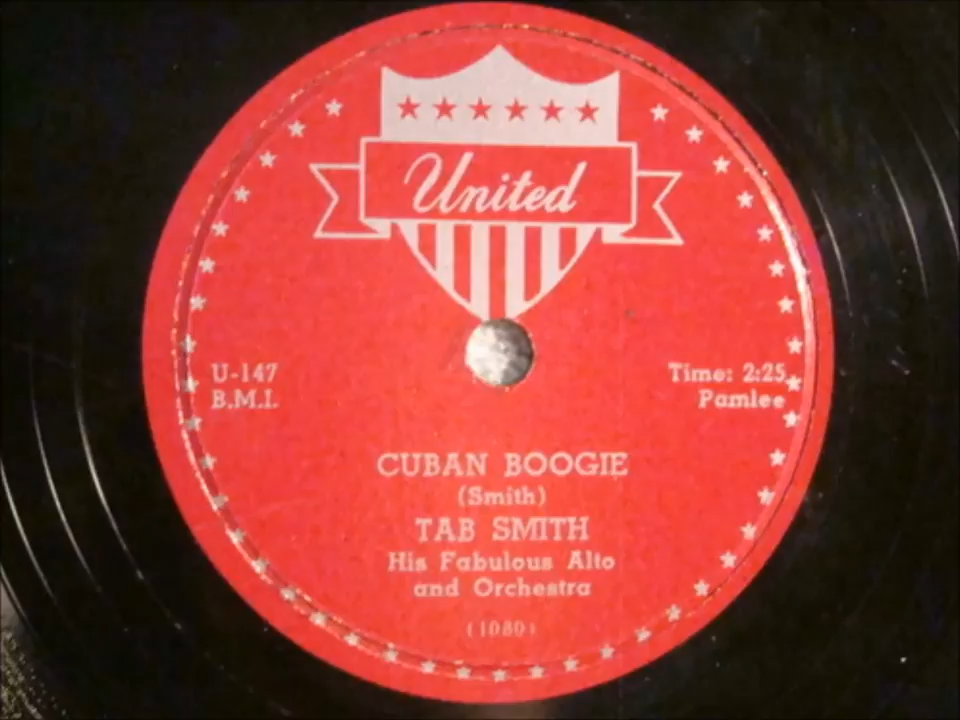 United
U-147
B.M.I.
Time: 2:25
Pamlee
CUBAN BOOGIE
(Smith)
TAB SMITH
His Fabulous Alto
and Orchestra
(1080)